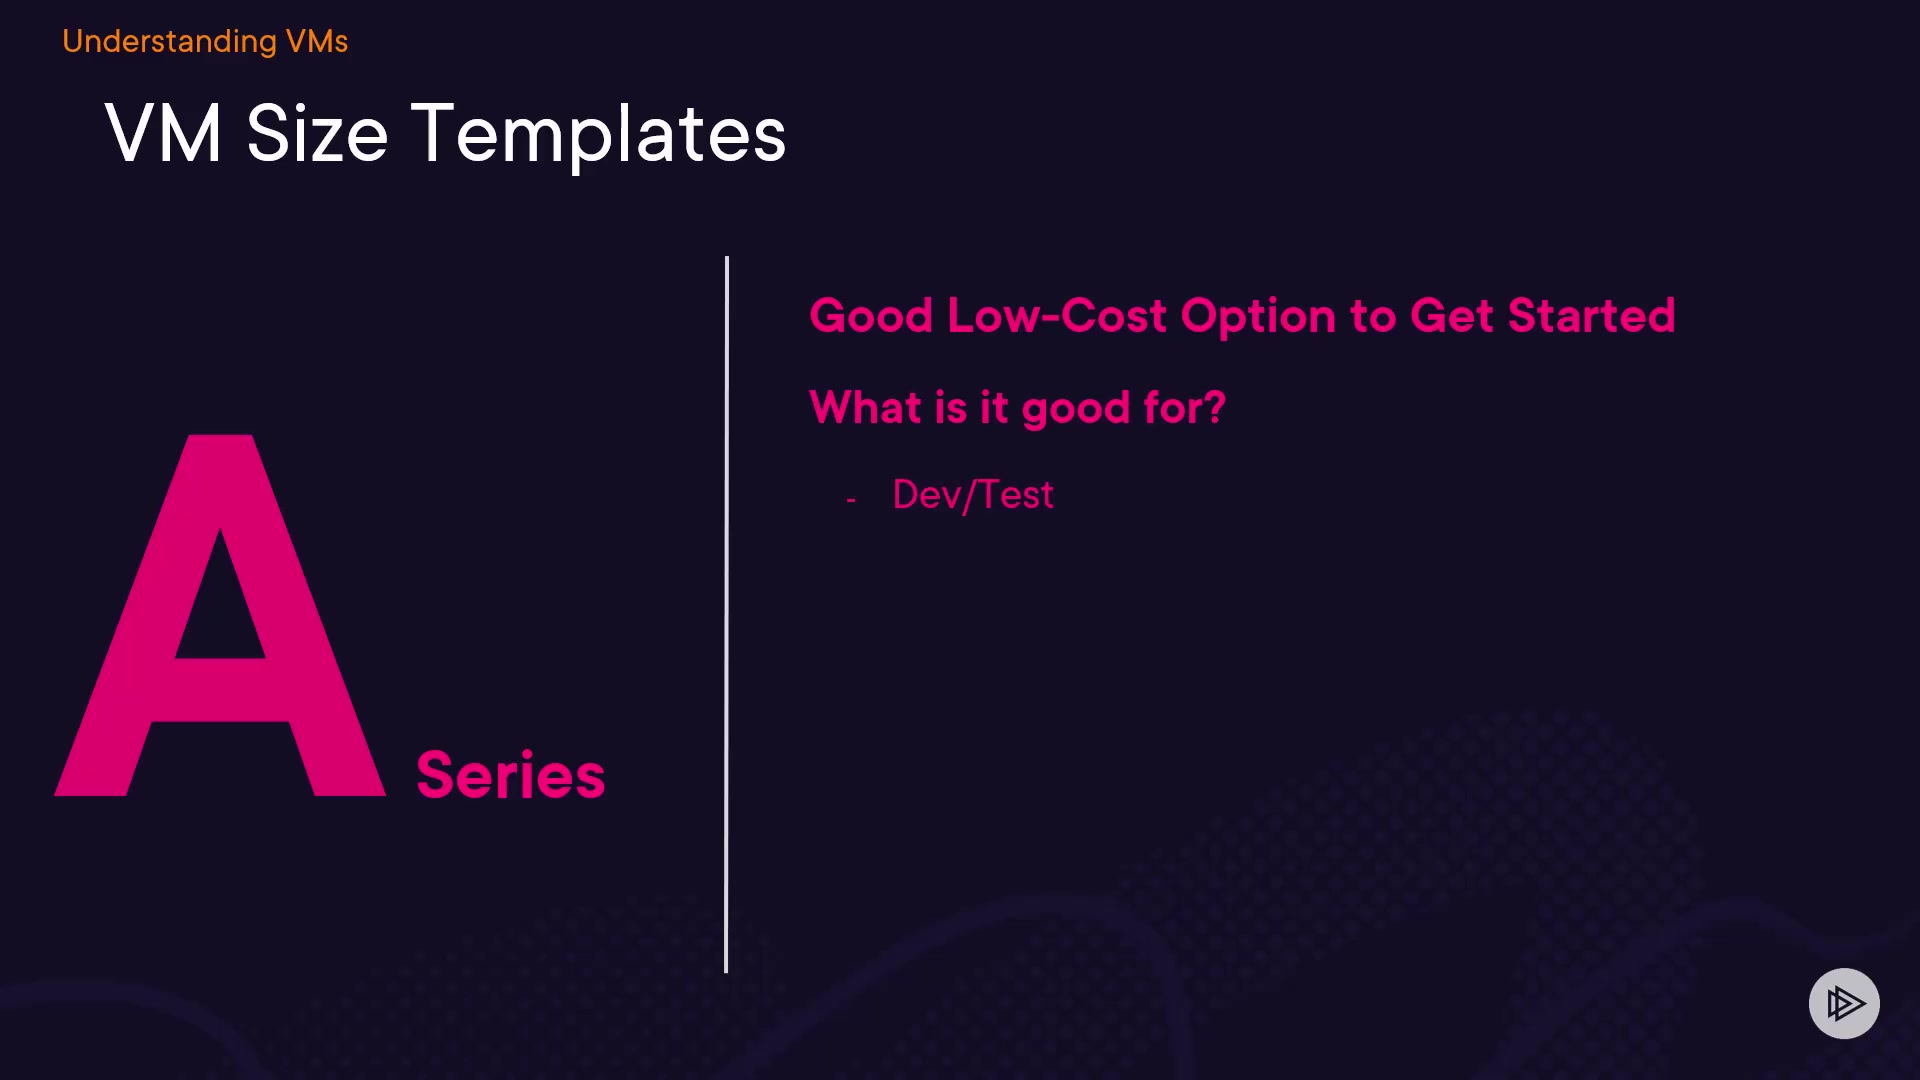 Understanding VMs
VM Size Templates
A Series
Good Low-Cost Option to Get Started
What is it good for?
- Dev/Test